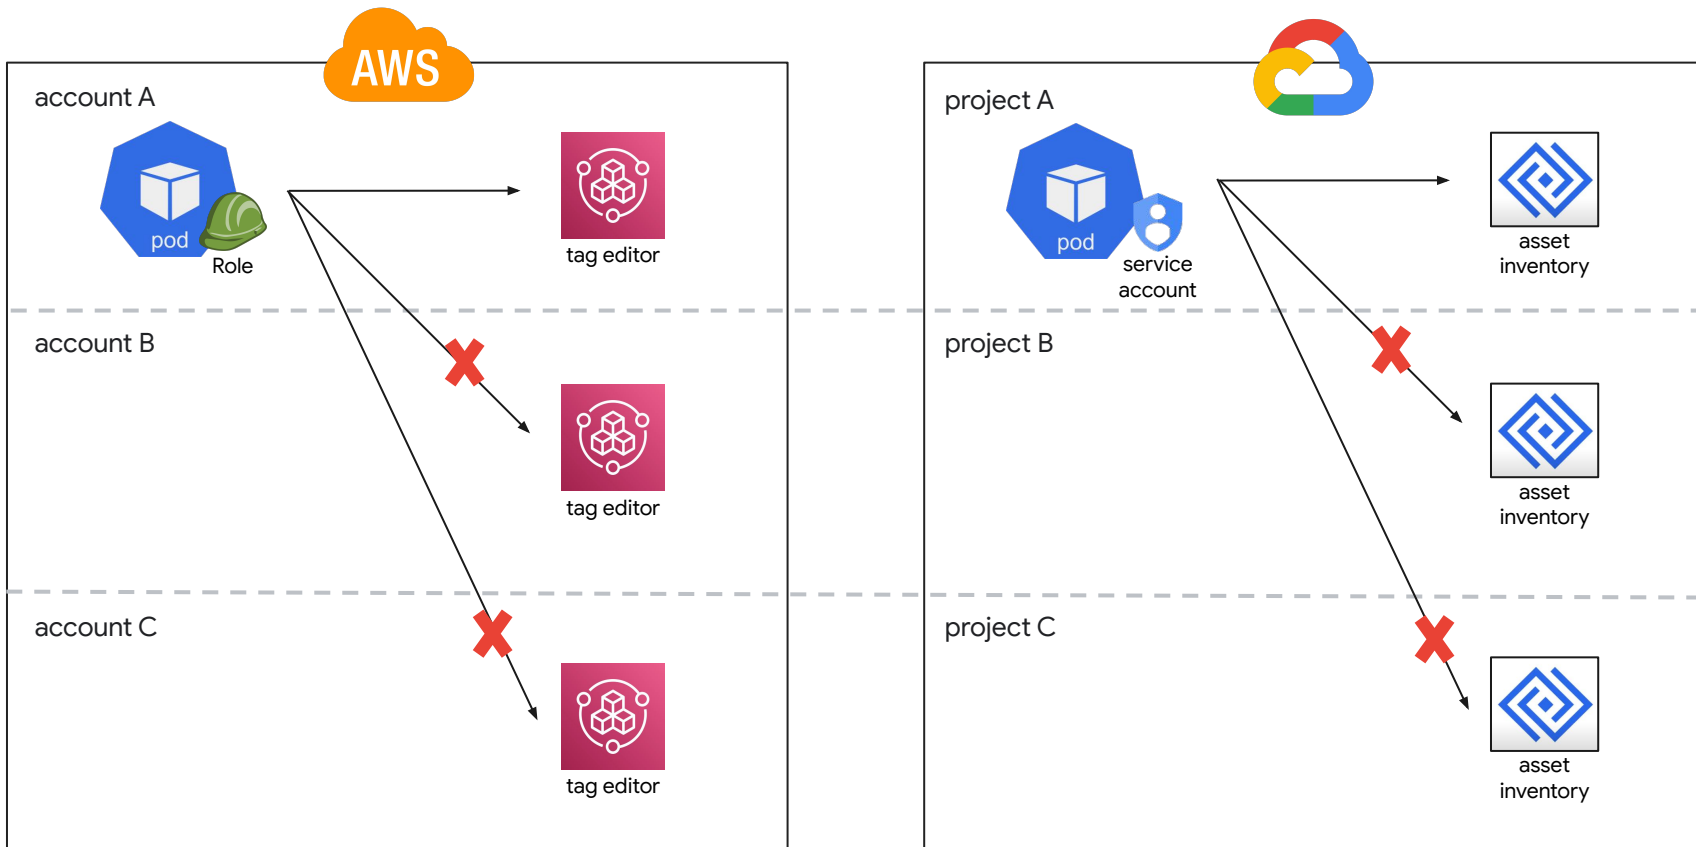 AWS
account A
pod
Role
tag editor
account B
tag editor
account C
tag editor
project A
pod
service
account
asset
inventory
project B
asset
inventory
project C
asset
inventory